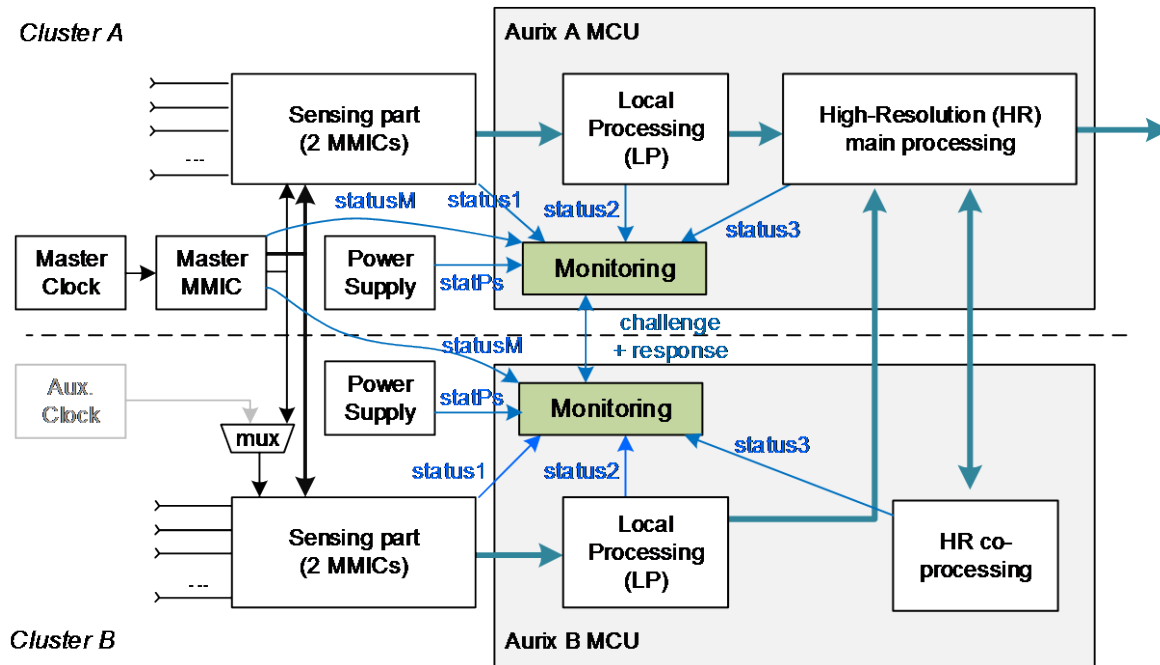 Cluster A
Aurix A MCU
Sensing part
(2 MMICs)
Local
Processing
(LP)
High-Resolution (HR)
main processing
---
statusM
status1
status2
status3
Master
Clock
Master
MMIC
Power
Supply
statPs
Monitoring
challenge
+ response
statusM
Aux.
Clock
Power
Supply
statPs
Monitoring
mux
status1
status2
status3
Sensing part
(2 MMICs)
Local
Processing
(LP)
HR co-
processing
---
Cluster B
Aurix B MCU